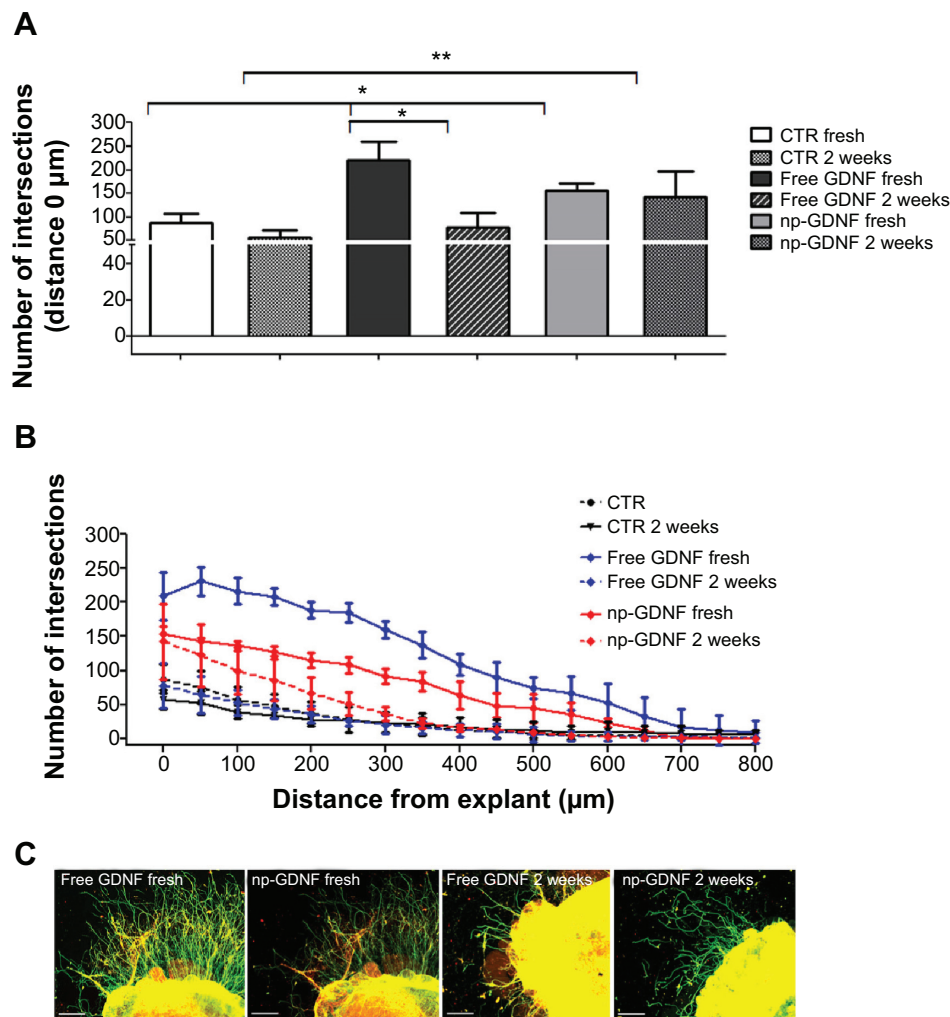 A
**
*
*
Number of intersections
(distance 0 µm)
300
250
200
150
100
50
40
20
0
CTR fresh
CTR 2 weeks
Free GDNF fresh
Free GDNF 2 weeks
np-GDNF fresh
np-GDNF 2 weeks
B
Number of intersections
300
250
200
150
100
50
0
CTR
CTR 2 weeks
Free GDNF fresh
Free GDNF 2 weeks
np-GDNF fresh
np-GDNF 2 weeks
0 100 200 300 400 500 600 700 800
Distance from explant (µm)
C
Free GDNF fresh
np-GDNF fresh
Free GDNF 2 weeks
np-GDNF 2 weeks